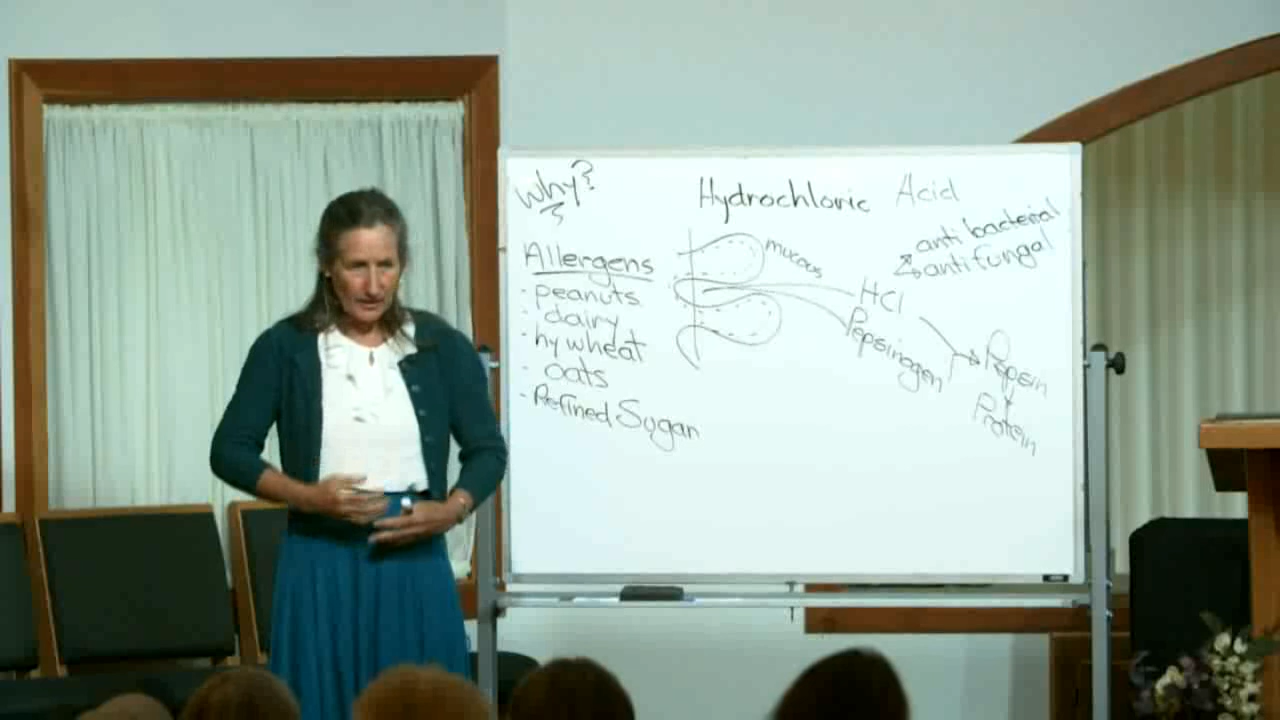 Why?
Hydrochloric Acid
Allergens
- peanuts
- dairy
- hy wheat
- oats
- Refined Sugar
mucous
HCl
Pepsinogen
anti bacterial
anti fungal
Pepsin
Protein